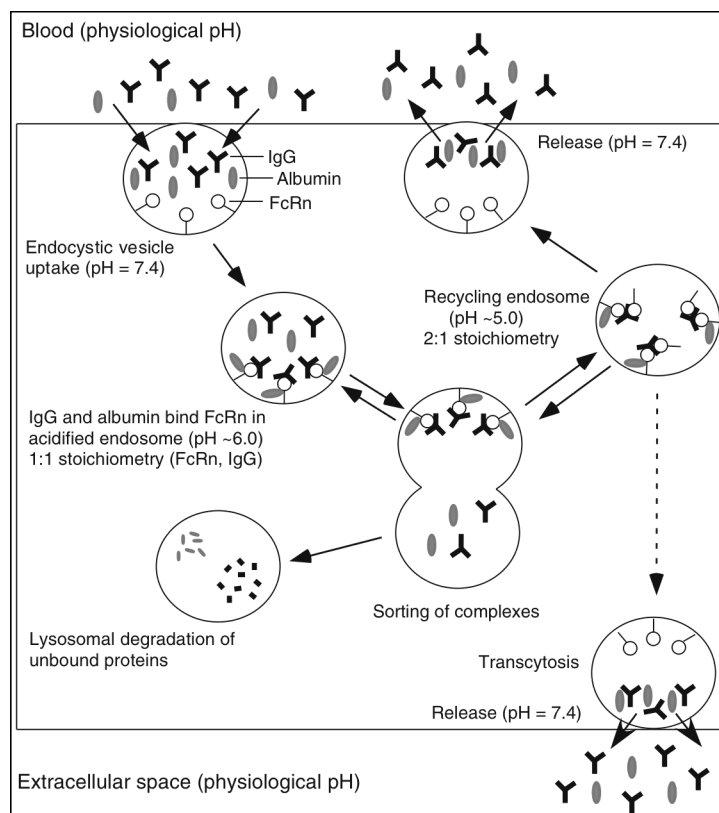 Blood (physiological pH)
Release (pH = 7.4)
IgG
Albumin
FcRn
Endocystic vesicle
uptake (pH = 7.4)
Recycling endosome
(pH ~5.0)
2:1 stoichiometry
IgG and albumin bind FcRn in
acidified endosome (pH ~6.0)
1:1 stoichiometry (FcRn, IgG)
Sorting of complexes
Lysosomal degradation of
unbound proteins
Transcytosis
Release (pH = 7.4)
Extracellular space (physiological pH)